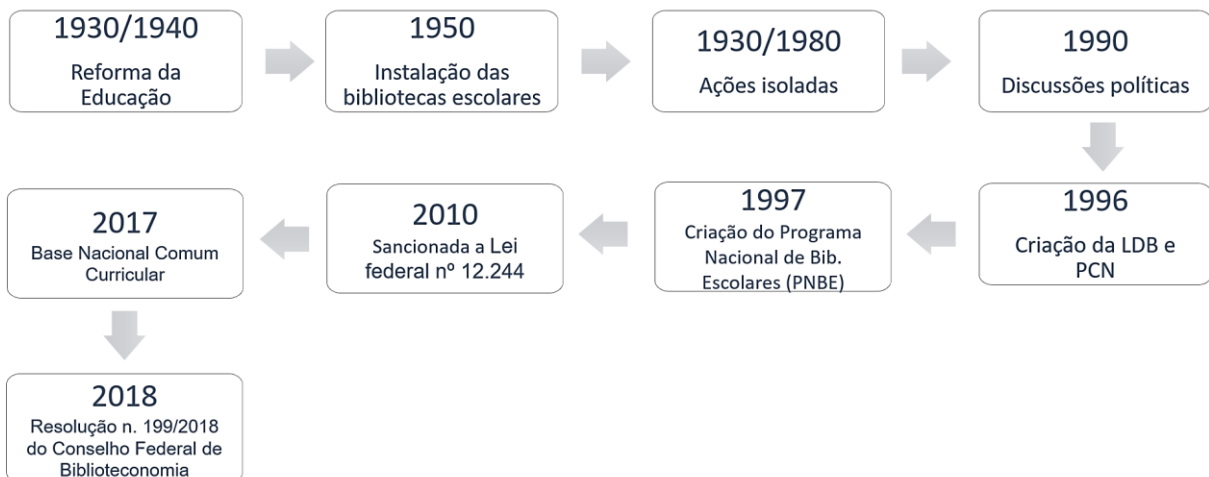 1930/1940
Reforma da
Educação
1950
Instalação das
bibliotecas escolares
1930/1980
Ações isoladas
1990
Discussões políticas
1996
Criação da LDB e
PCN
1997
Criação do Programa
Nacional de Bib.
Escolares (PNBE)
2010
Sancionada a Lei
federal nº 12.244
2017
Base Nacional Comum
Curricular
2018
Resolução n. 199/2018
do Conselho Federal de
Biblioteconomia